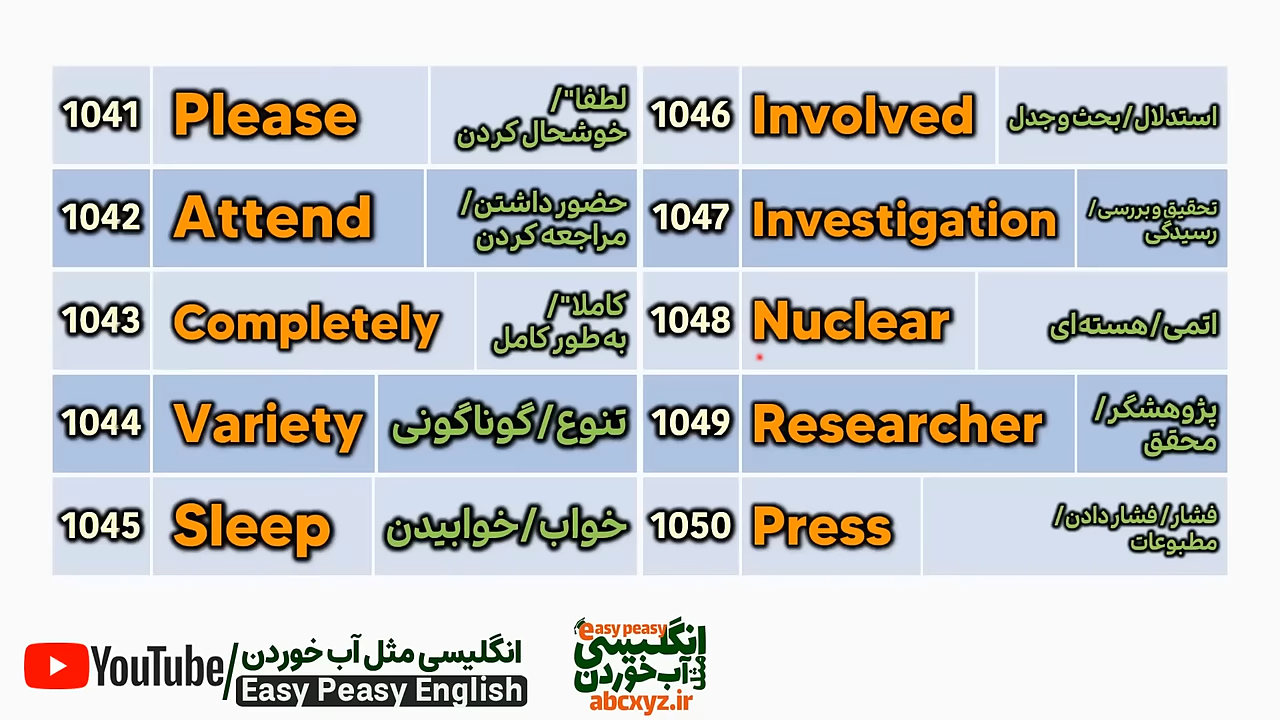 1041 Please لطفا"/
خوشحال کردن
1042 Attend حضور داشتن/
مراجعه کردن
1043 Completely کاملا"/
به طور کامل
1044 Variety تنوع/گوناگونی
1045 Sleep خواب/خوابیدن
1046 Involved استدلال/بحث و جدل
1047 Investigation تحقیق و بررسی/
رسیدگی
1048 Nuclear اتمی/هسته ای
1049 Researcher پژوهشگر/
محقق
1050 Press فشار/فشار دادن/
مطبوعات
YouTube/انگلیسی مثل آب خوردن
Easy Peasy English
easy peasy
انگلیسی
مثل آب خوردن
abcxyz.ir